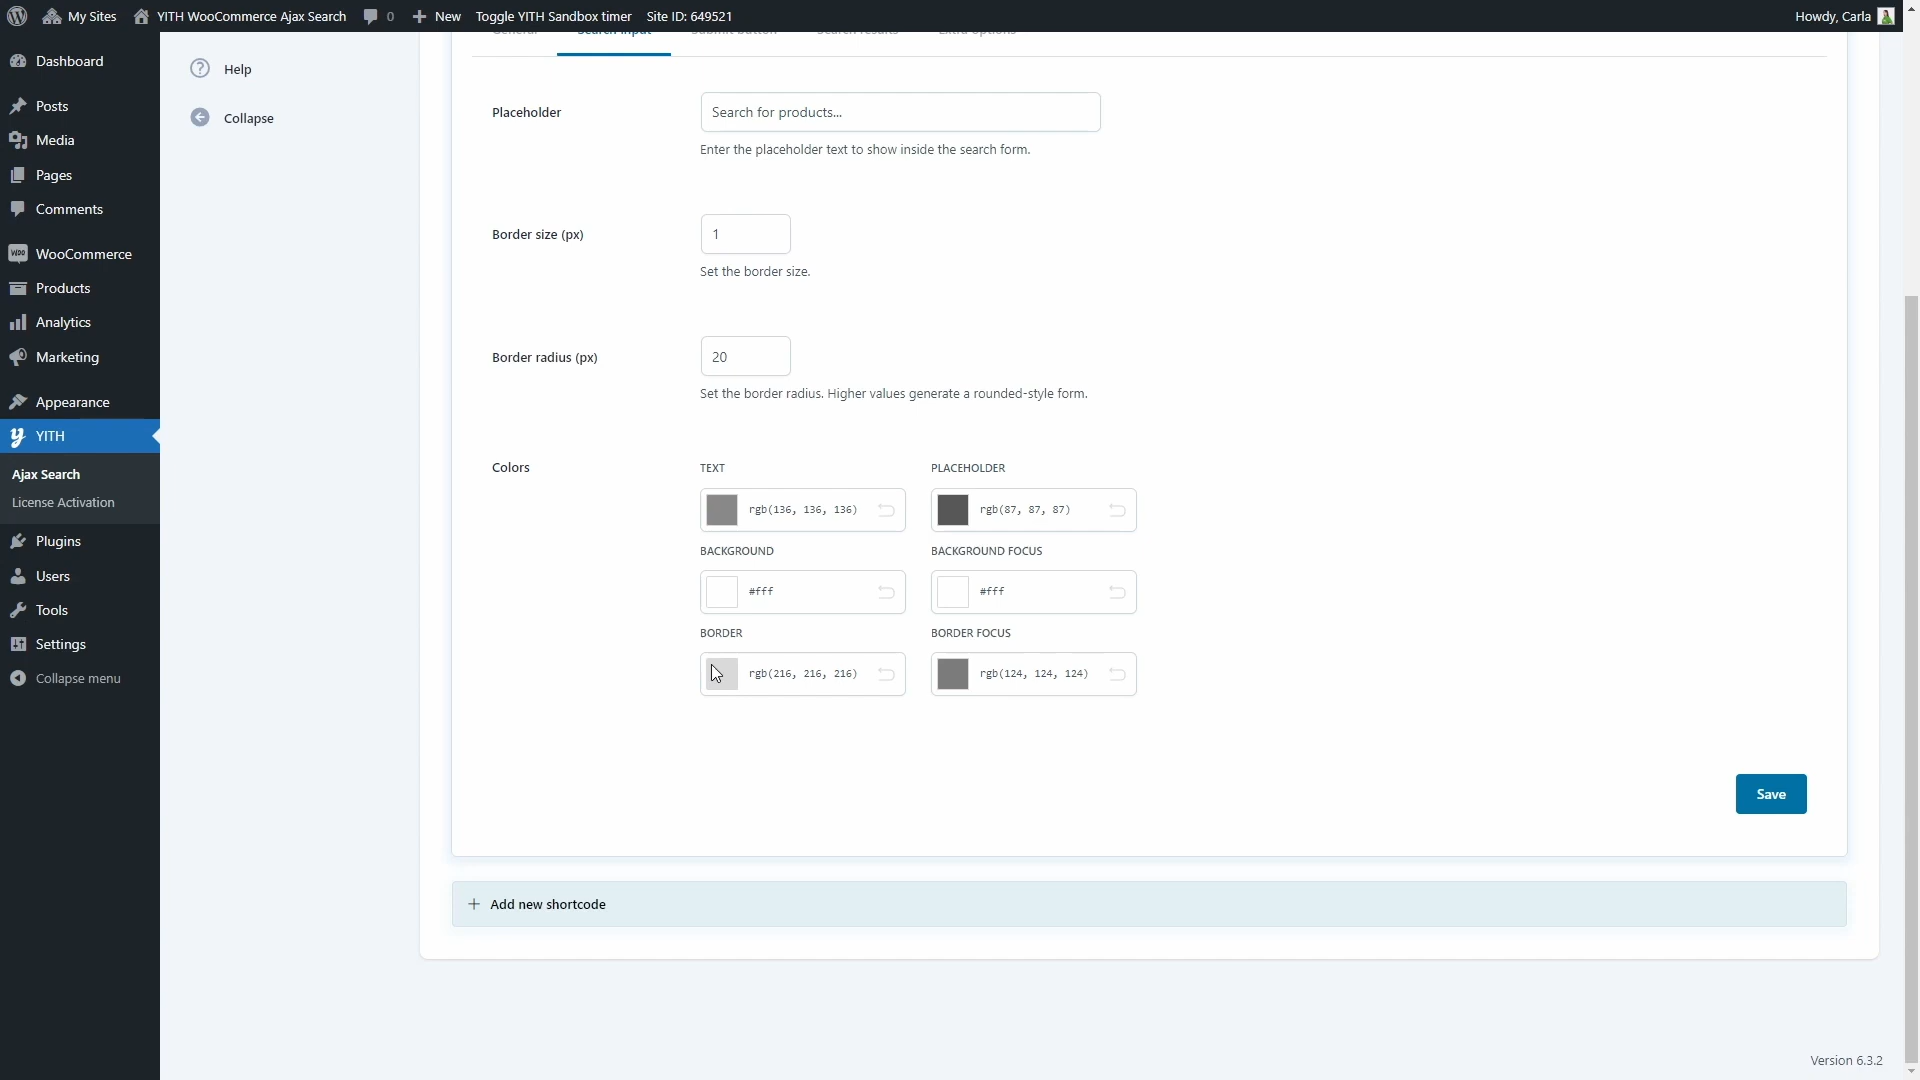 My Sites
YITH WooCommerce Ajax Search
0
New
Toggle YITH Sandbox timer
Site ID: 649521
Howdy, Carla
Dashboard
Posts
Media
Pages
Comments
WooCommerce
Products
Analytics
Marketing
Appearance
YITH
Ajax Search
License Activation
Plugins
Users
Tools
Settings
Collapse menu
Help
Collapse
General
Search input
Submit button
Search results
Extra options
Placeholder
Search for products...
Enter the placeholder text to show inside the search form.
Border size (px)
1
Set the border size.
Border radius (px)
20
Set the border radius. Higher values generate a rounded-style form.
Colors
TEXT
PLACEHOLDER
rgb(136, 136, 136)
rgb(87, 87, 87)
BACKGROUND
BACKGROUND FOCUS
#fff
#fff
BORDER
BORDER FOCUS
rgb(216, 216, 216)
rgb(124, 124, 124)
Save
+ Add new shortcode
Version 6.3.2